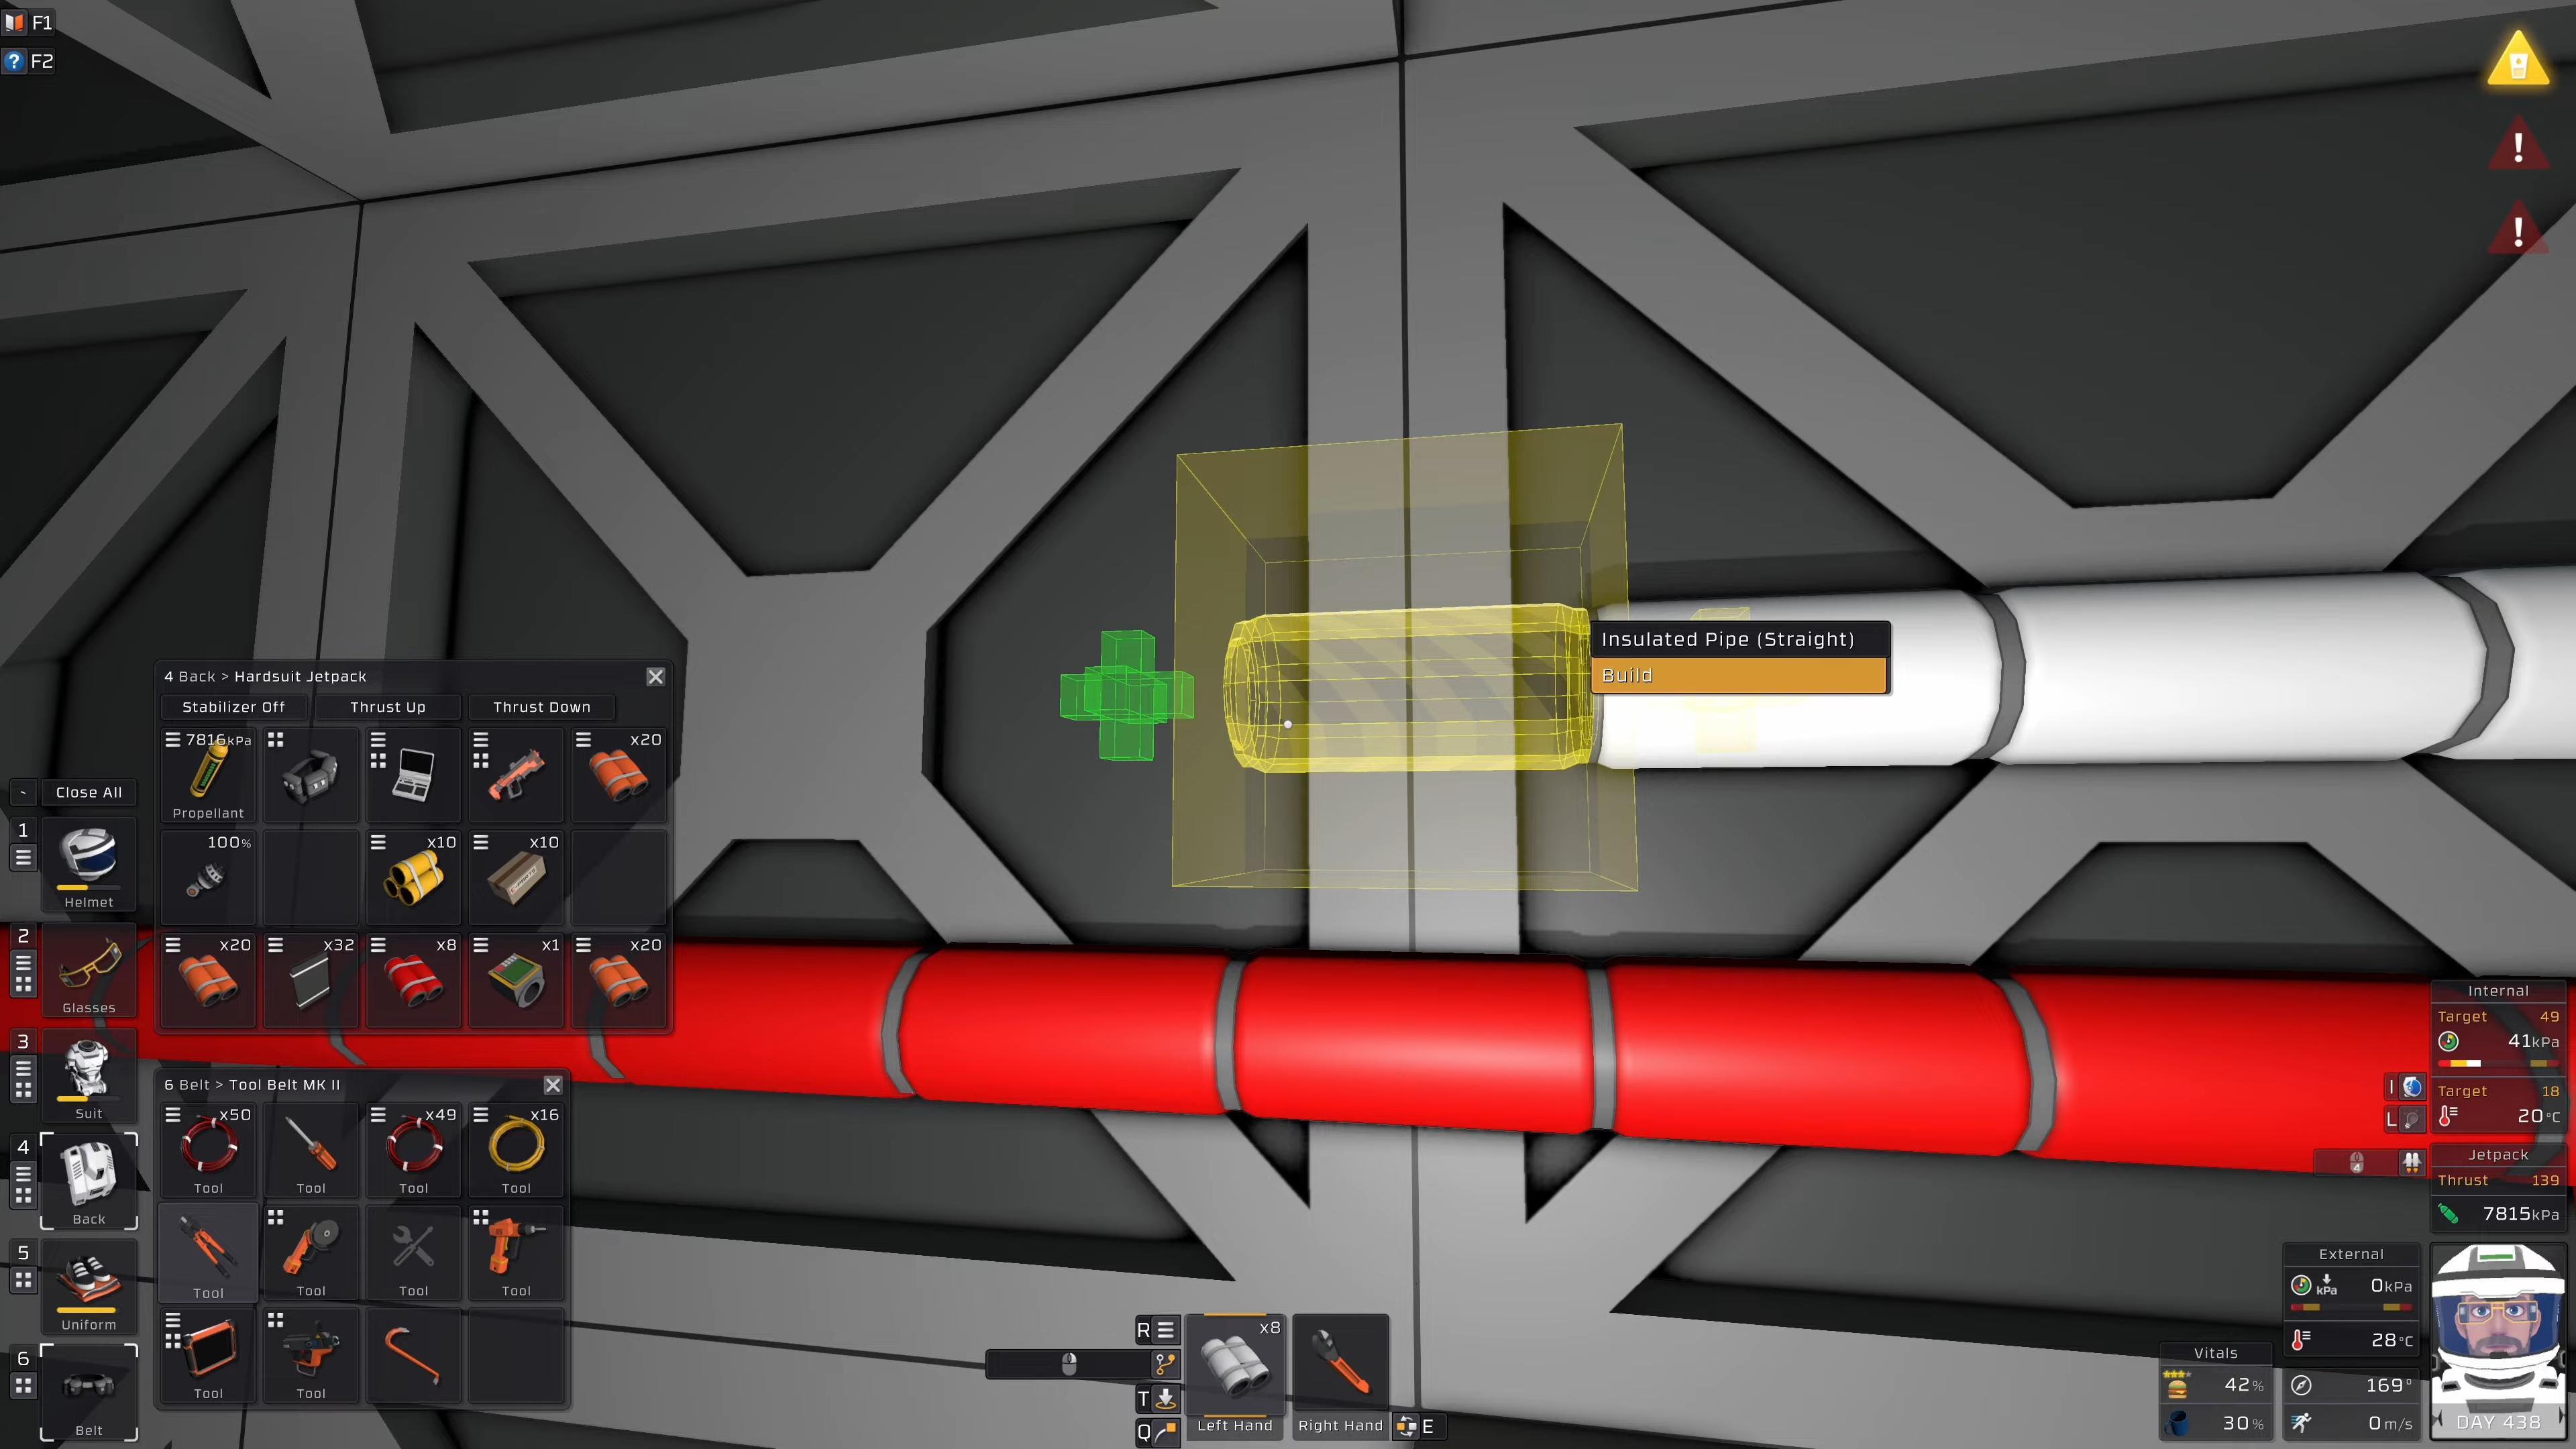 F1
F2
Insulated Pipe (Straight)
Build
4 Back > Hardsuit Jetpack
Stabilizer Off
Thrust Up
Thrust Down
7816kPa
x20
Propellant
100%
x10
x10
x20
x32
x8
x1
x20
~
Close All
1
Helmet
2
Glasses
3
Suit
4
Back
5
Uniform
6
Belt
6 Belt > Tool Belt MK II
x50
x49
x16
Tool
Tool
Tool
Tool
Tool
Tool
Tool
Tool
Tool
Tool
R
T
Q
x8
Left Hand
Right Hand
E
Internal
Target 49
41kPa
Target 18
20°C
I
L
4
Jetpack
Thrust 139
7815kPa
External
kPa
0kPa
28°C
Vitals
42%
30%
169°
0m/s
DAY 438